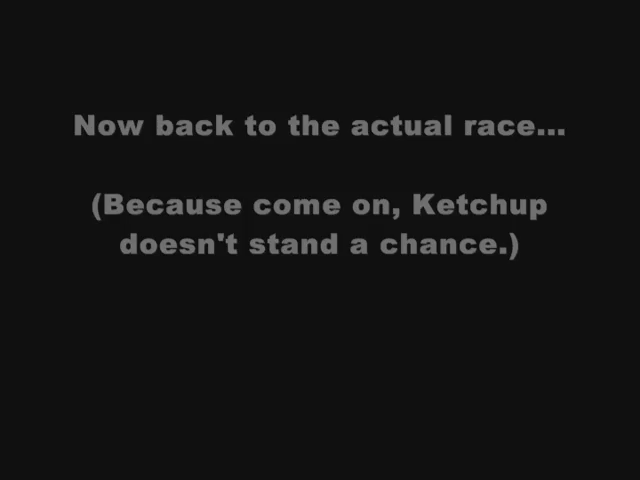 Now back to the actual race...
(Because come on, Ketchup
doesn't stand a chance.)